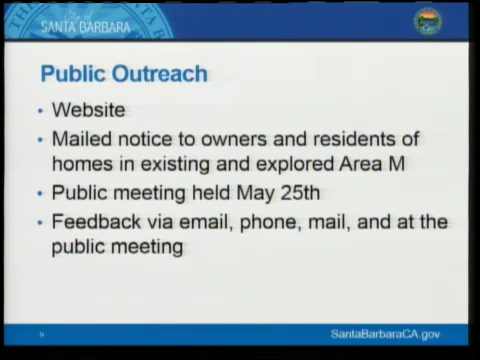 SANTA BARBARA
Public Outreach
• Website
• Mailed notice to owners and residents of
homes in existing and explored Area M
• Public meeting held May 25th
• Feedback via email, phone, mail, and at the
public meeting
SantaBarbaraCA.gov